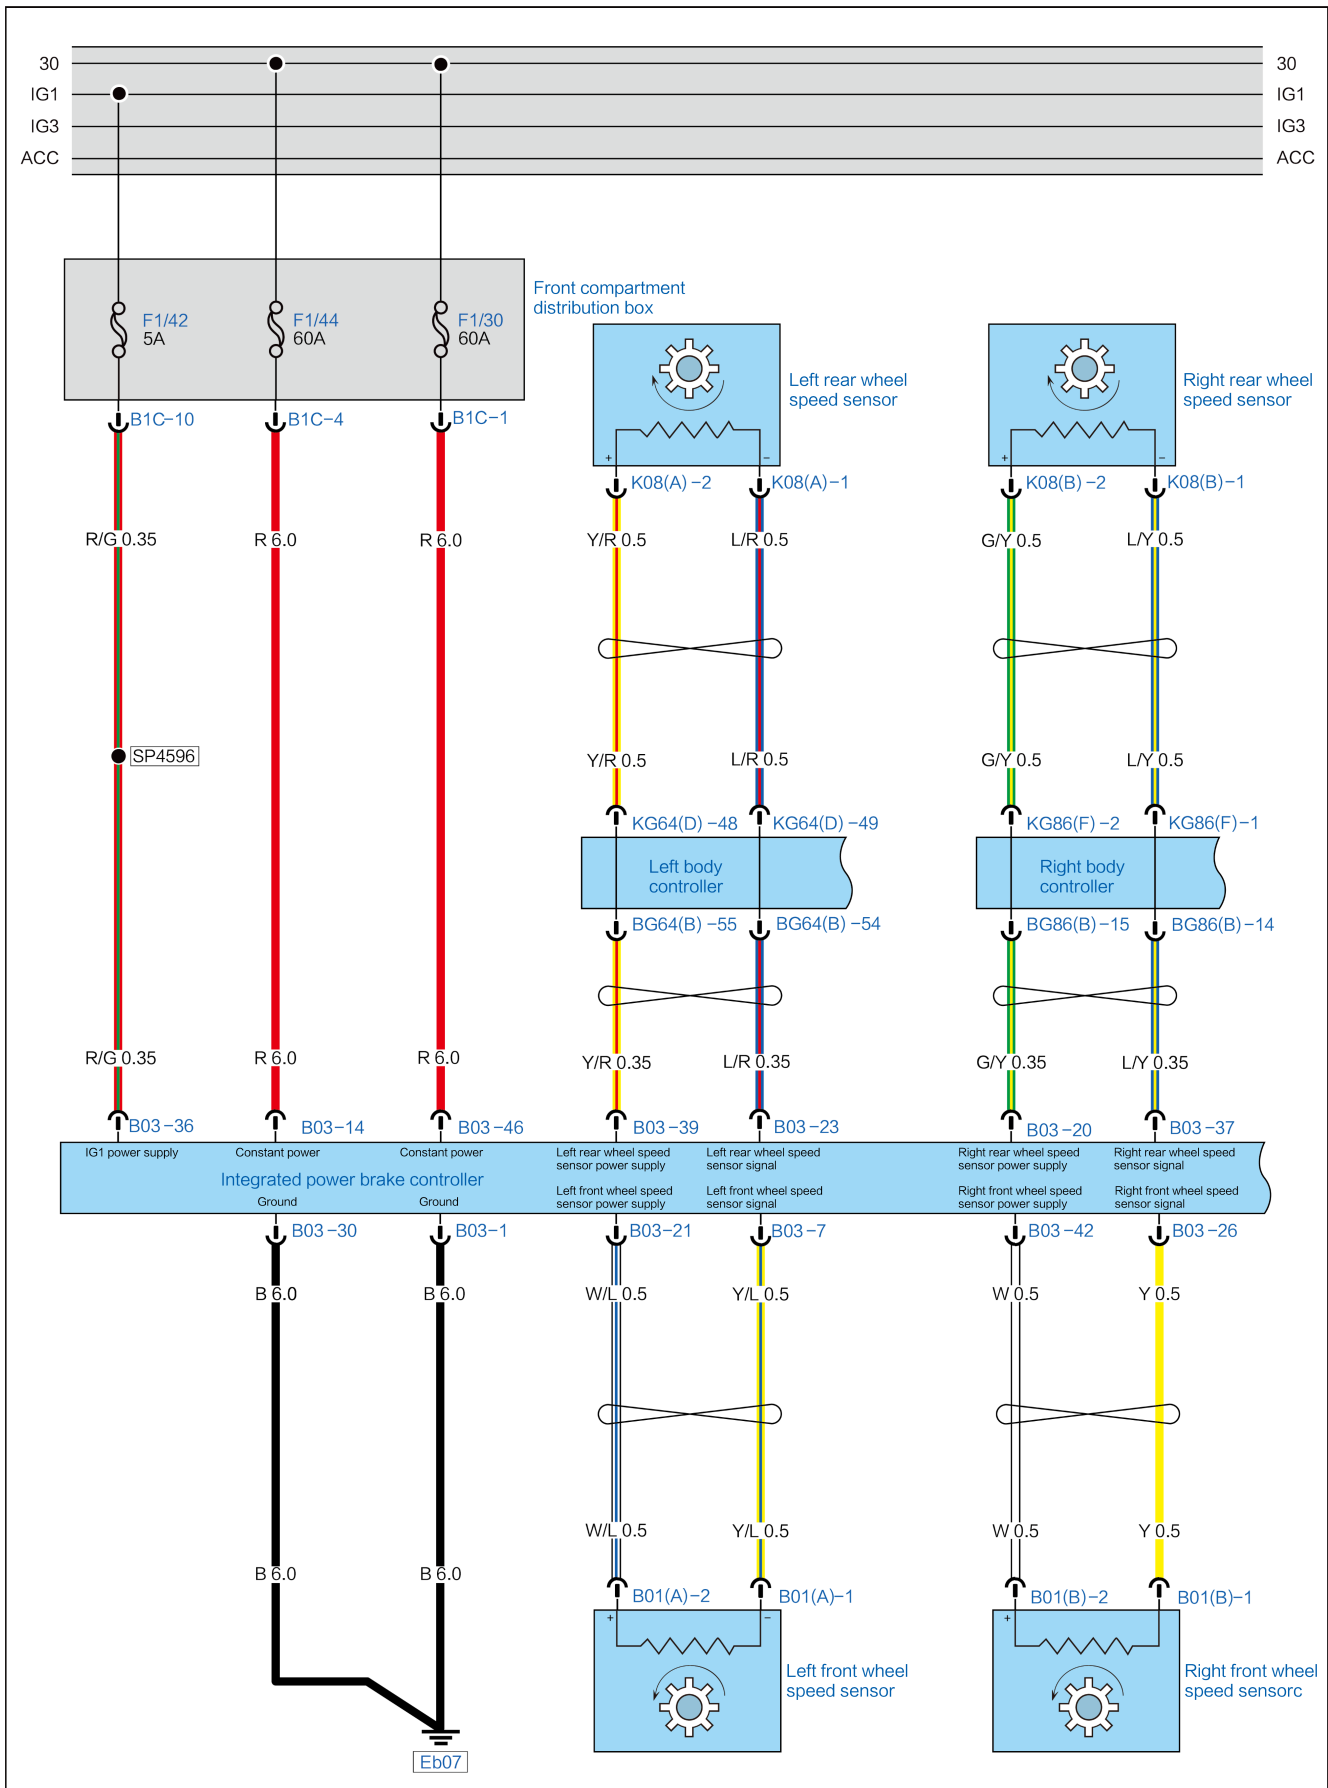 30
30
IG1
IG1
IG3
IG3
ACC
ACC
Front compartment
distribution box
F1/42
5A
F1/44
60A
F1/30
60A
Left rear wheel
speed sensor
Right rear wheel
speed sensor
B1C-10
B1C-4
B1C-1
+
-
+
-
K08(A)-2
K08(A)-1
K08(B)-2
K08(B)-1
R/G 0.35
R 6.0
R 6.0
Y/R 0.5
L/R 0.5
G/Y 0.5
L/Y 0.5
SP4596
Y/R 0.5
L/R 0.5
G/Y 0.5
L/Y 0.5
KG64(D)-48
KG64(D)-49
KG86(F)-2
KG86(F)-1
Left body
controller
Right body
controller
BG64(B)-55
BG64(B)-54
BG86(B)-15
BG86(B)-14
R/G 0.35
R 6.0
R 6.0
Y/R 0.35
L/R 0.35
G/Y 0.35
L/Y 0.35
B03-36
B03-14
B03-46
B03-39
B03-23
B03-20
B03-37
IG1 power supply
Constant power
Constant power
Left rear wheel speed
sensor power supply
Left rear wheel speed
sensor signal
Right rear wheel speed
sensor power supply
Right rear wheel speed
sensor signal
Integrated power brake controller
Ground
Ground
Left front wheel speed
sensor power supply
Left front wheel speed
sensor signal
Right front wheel speed
sensor power supply
Right front wheel speed
sensor signal
B03-30
B03-1
B03-21
B03-7
B03-42
B03-26
B 6.0
B 6.0
W/L 0.5
Y/L 0.5
W 0.5
Y 0.5
W/L 0.5
Y/L 0.5
W 0.5
Y 0.5
B 6.0
B 6.0
B01(A)-2
B01(A)-1
B01(B)-2
B01(B)-1
+
-
+
Left front wheel
speed sensor
Right front wheel
speed sensorc
Eb07